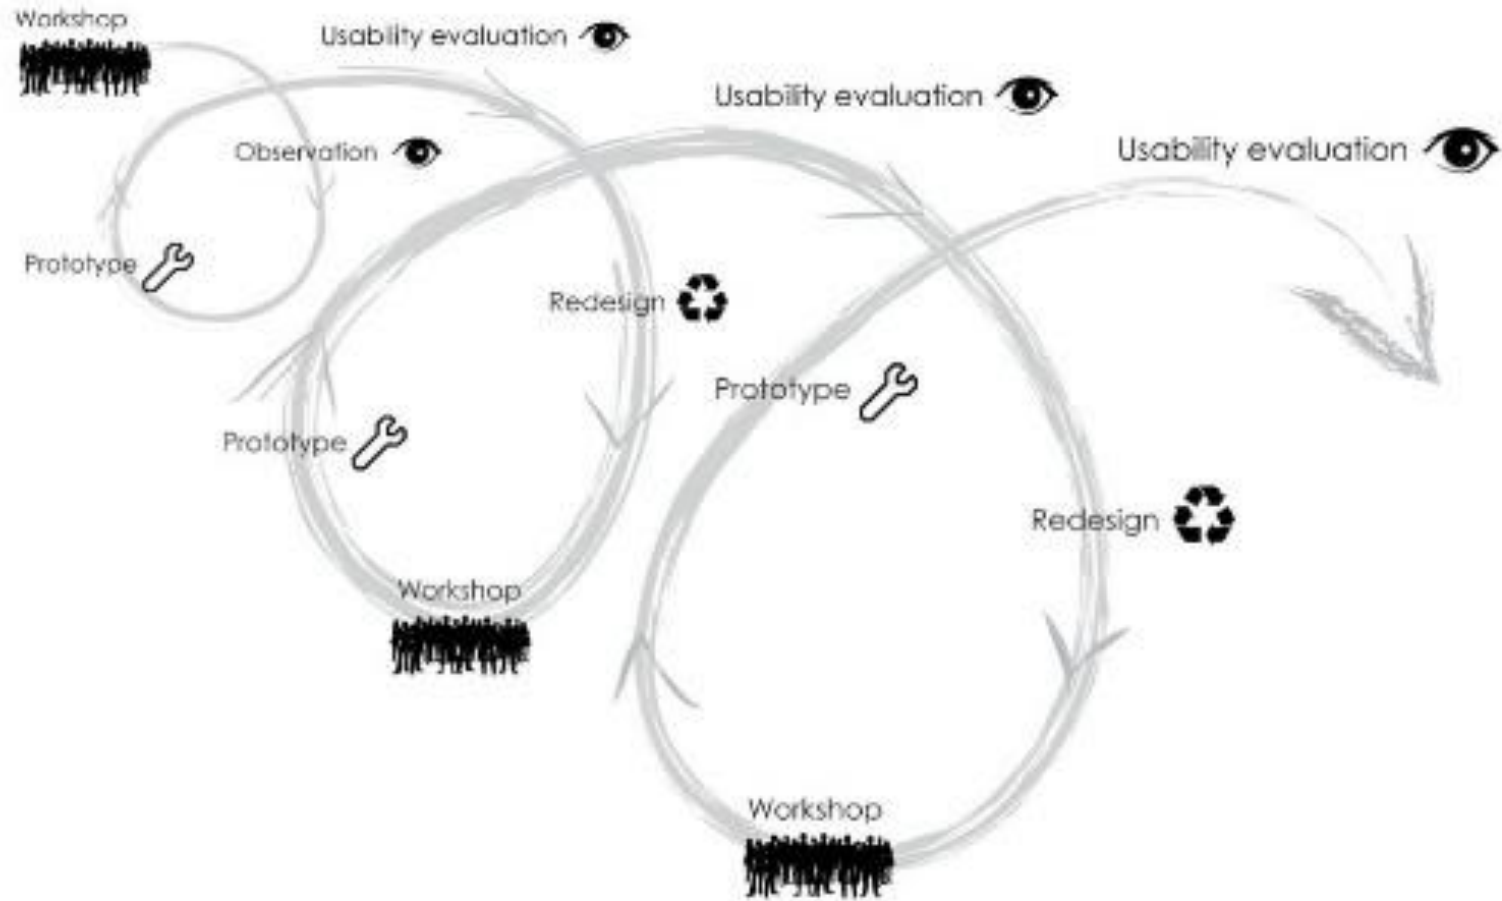 Workshop
Usability evaluation
Usability evaluation
Usability evaluation
Observation
Prototype
Redesign
Prototype
Prototype
Redesign
Workshop
Workshop